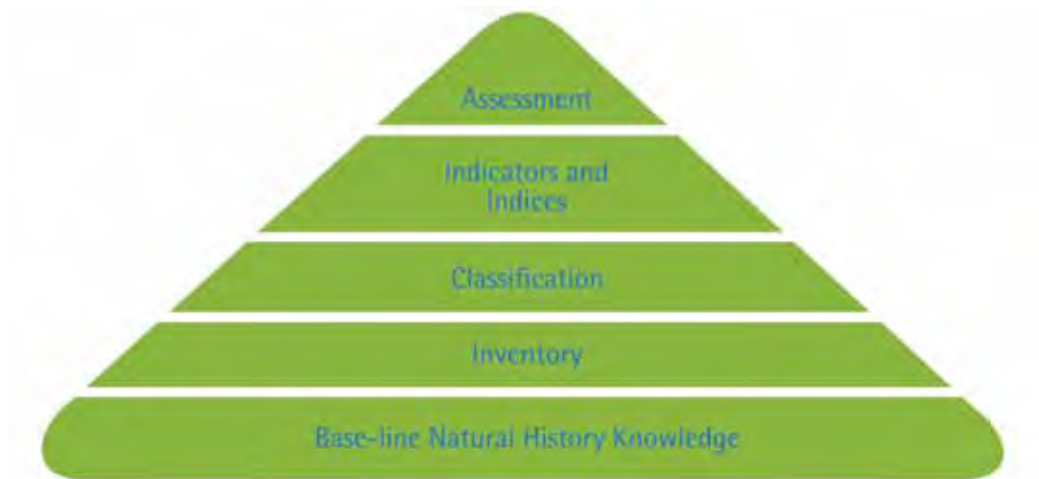 Assessment
Indicators and
Indices
Classification
Inventory
Base-line Natural History Knowledge